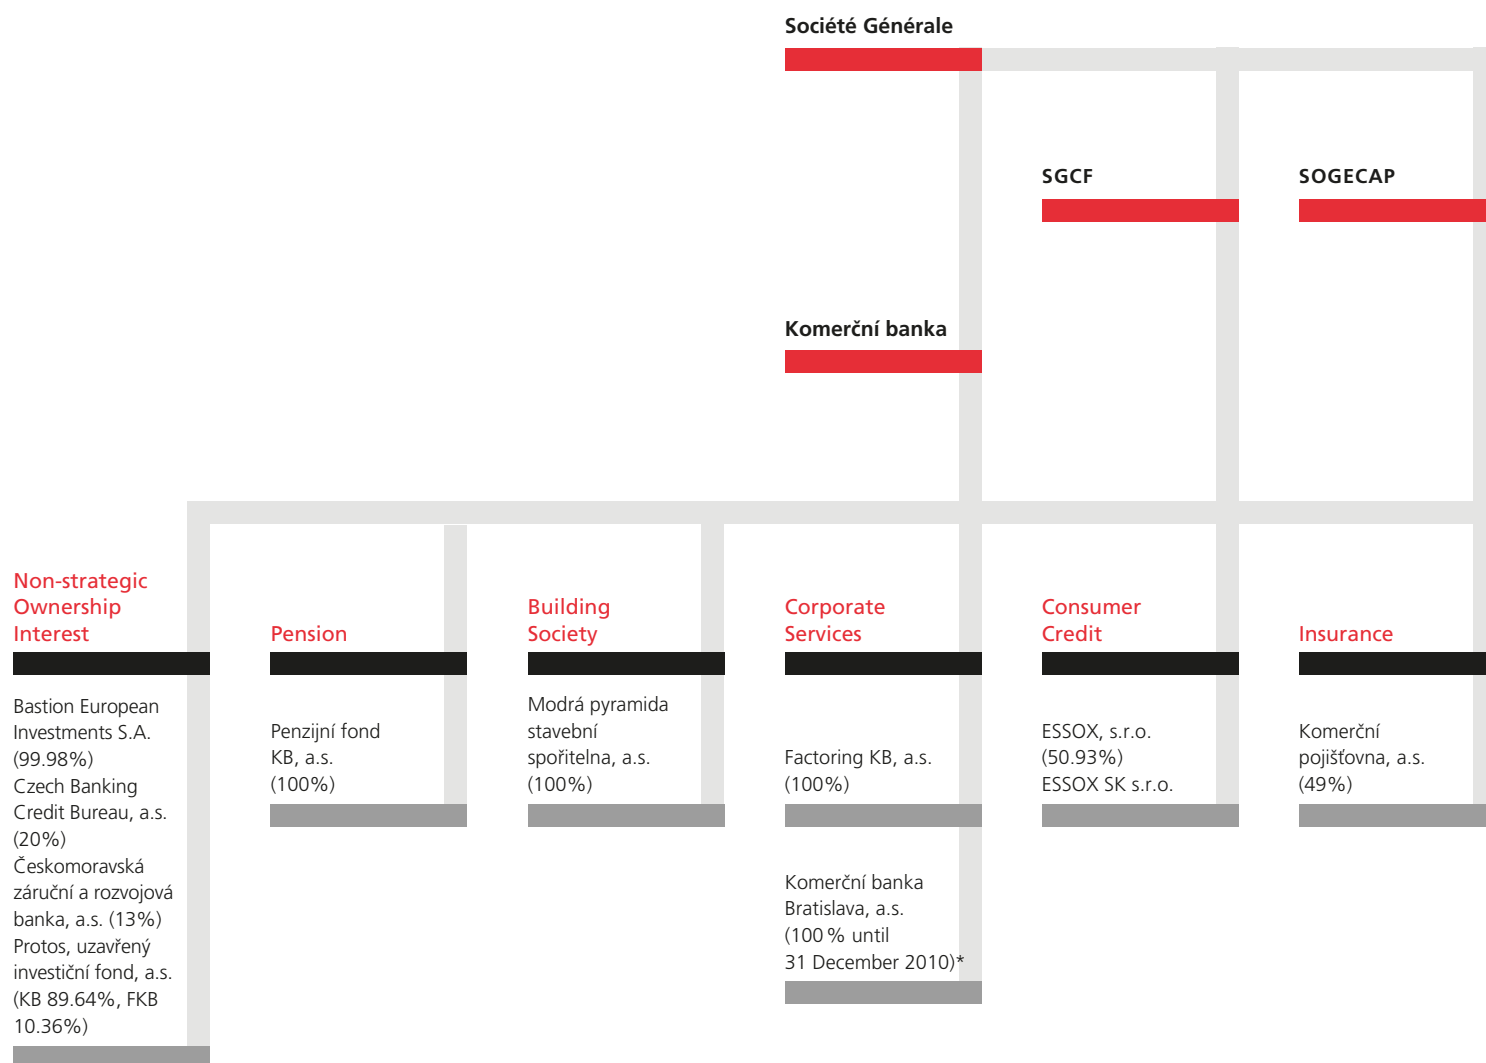 Société Générale
SGCF
SOGECAP
Komerční banka
Non-strategic
Ownership
Interest
Pension
Building
Society
Corporate
Services
Consumer
Credit
Insurance
Bastion European
Investments S.A.
(99.98%)
Czech Banking
Credit Bureau, a.s.
(20%)
Českomoravská
záruční a rozvojová
banka, a.s. (13%)
Protos, uzavřený
investiční fond, a.s.
(KB 89.64%, FKB
10.36%)
Penzijní fond
KB, a.s.
(100%)
Modrá pyramida
stavební
spořitelna, a.s.
(100%)
Factoring KB, a.s.
(100%)
Komerční banka
Bratislava, a.s.
(100 % until
31 December 2010)*
ESSOX, s.r.o.
(50.93%)
ESSOX SK s.r.o.
Komerční
pojišťovna, a.s.
(49%)